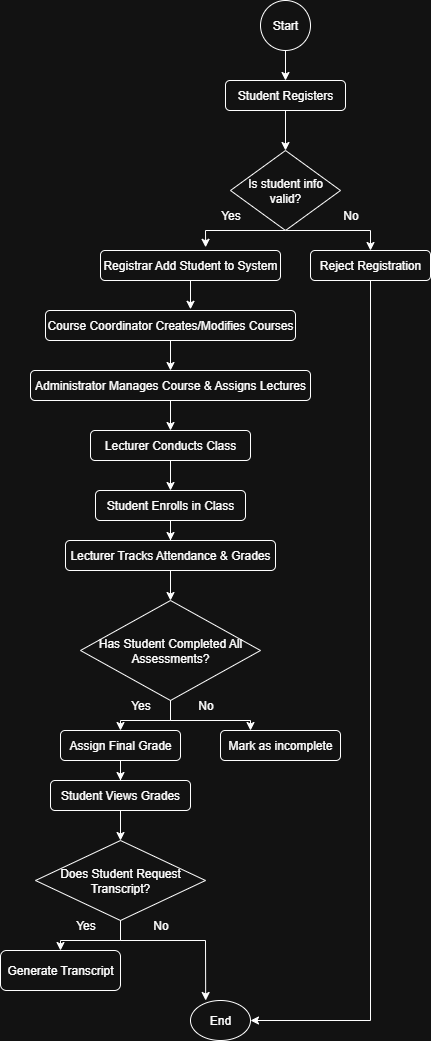 Start
Student Registers
Is student info
valid?
Yes
No
Registrar Add Student to System
Reject Registration
Course Coordinator Creates/Modifies Courses
Administrator Manages Course & Assigns Lectures
Lecturer Conducts Class
Student Enrolls in Class
Lecturer Tracks Attendance & Grades
Has Student Completed All
Assessments?
Yes
No
Assign Final Grade
Mark as incomplete
Student Views Grades
Does Student Request
Transcript?
Yes
No
Generate Transcript
End